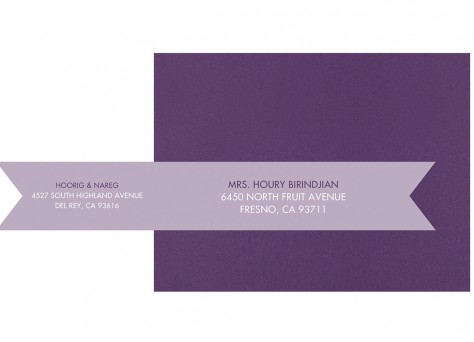 HOORIG & NAREG
4527 SOUTH HIGHLAND AVENUE
DEL REY, CA 93616
MRS. HOURY BIRINDJIAN
6450 NORTH FRUIT AVENUE
FRESNO, CA 93711